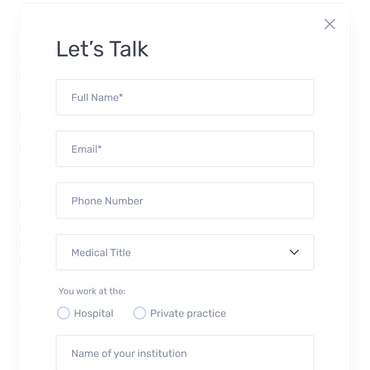 Let’s Talk
Full Name*
Email*
Phone Number
Medical Title
You work at the:
Hospital Private practice
Name of your institution